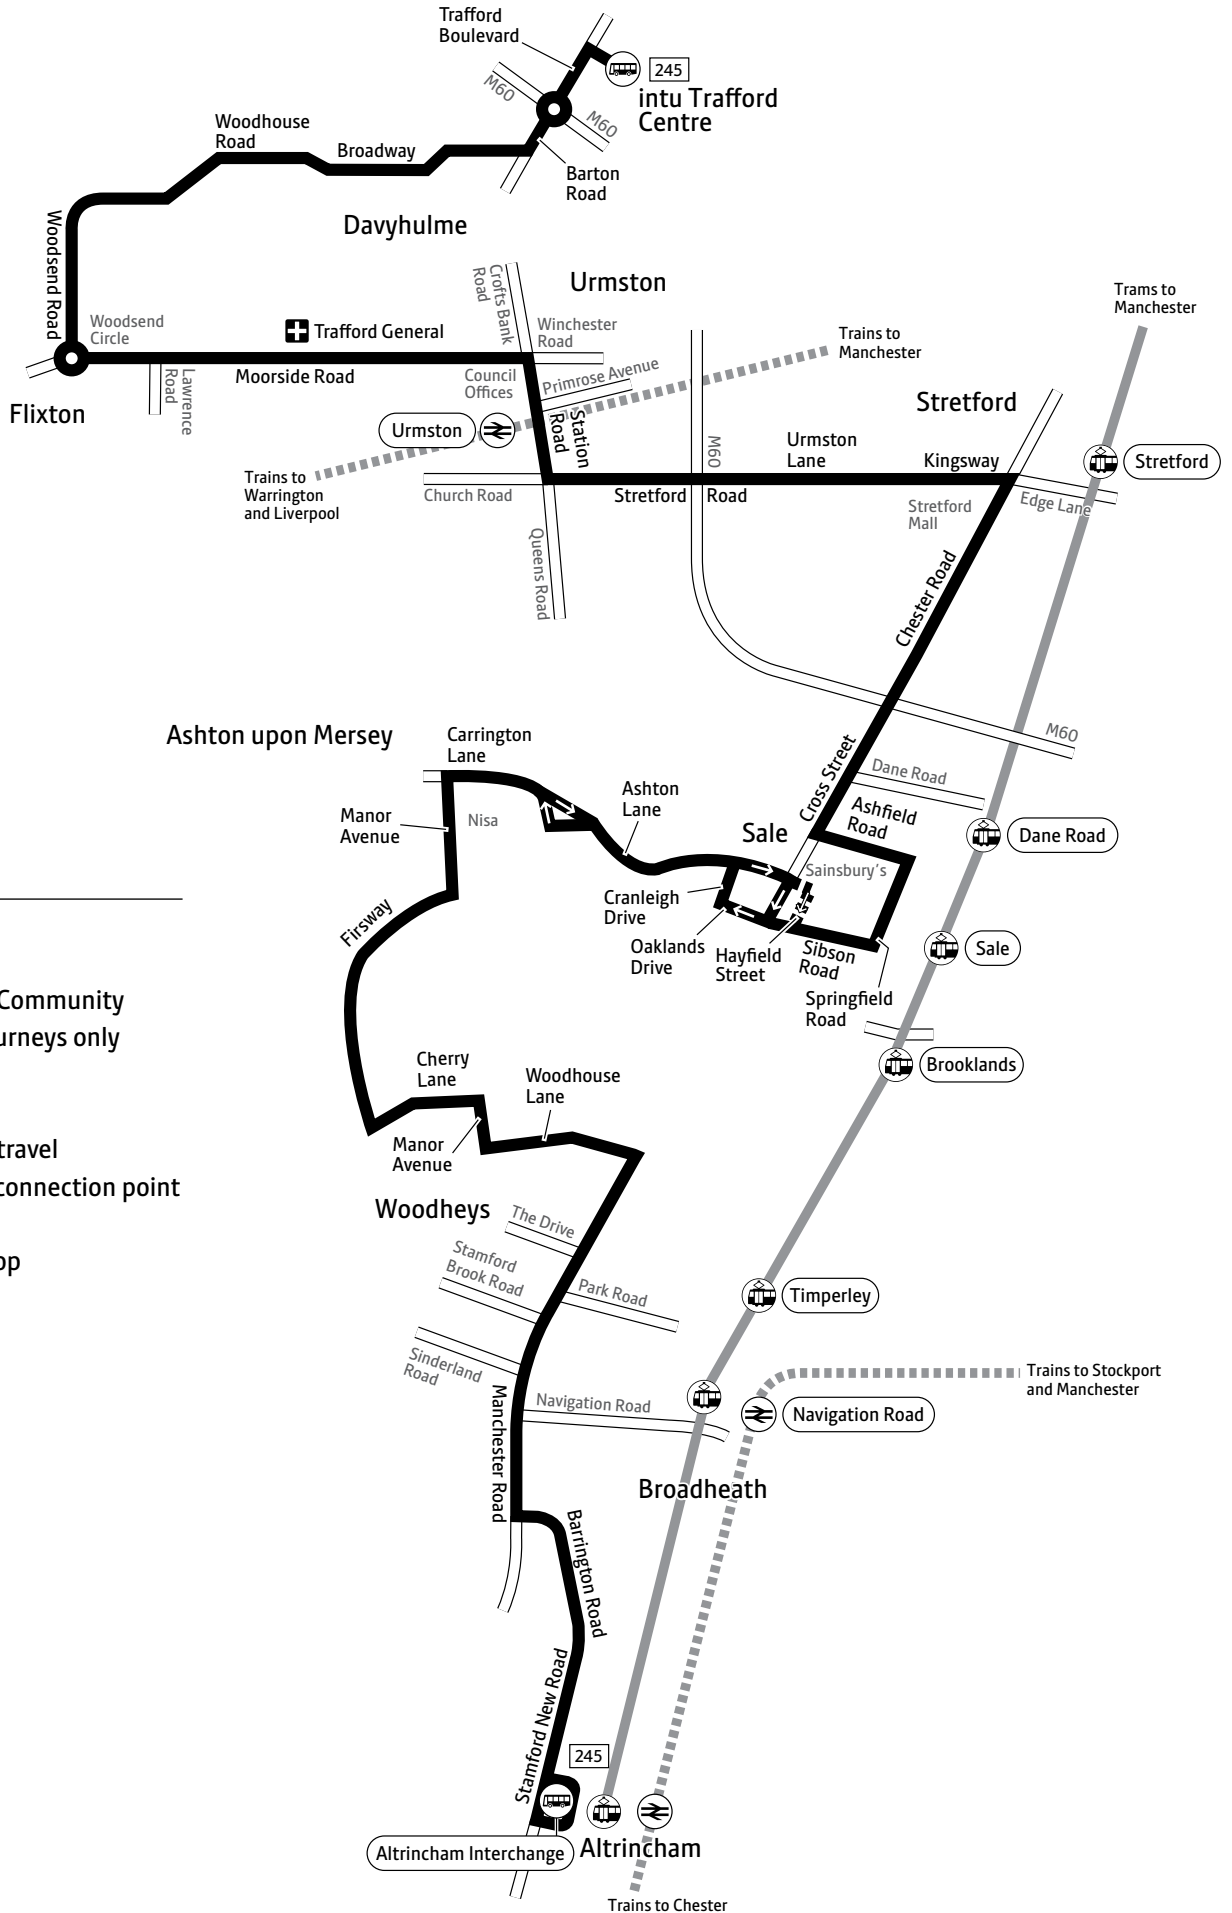 Trafford
Boulevard
245
intu Trafford
Centre
M60
M60
Woodhouse
Road
Broadway
Barton
Road
Davyhulme
Woodsend Road
Crofts Bank
Road
Urmston
Trams to
Manchester
Woodsend
Circle
Trafford General
Winchester
Road
Trains to
Manchester
Moorside Road
Council
Offices
Primrose Avenue
Lawrence
Road
Flixton
Stretford
Urmston
Station
Road
M60
Urmston
Lane
Kingsway
Stretford
Trains to
Warrington
and Liverpool
Church Road
Stretford
Road
Stretford
Mall
Edge Lane
Queens Road
Chester Road
M60
Ashton upon Mersey
Carrington
Lane
Cross Street
Dane Road
Manor
Avenue
Nisa
Ashton
Lane
Ashfield
Road
Sale
Dane Road
Sainsbury's
Cranleigh
Drive
Firsway
Oaklands
Drive
Hayfield
Street
Sibson
Road
Sale
Springfield
Road
Community
urneys only
Cherry
Lane
Woodhouse
Lane
Brooklands
Manor
Avenue
travel
connection point
Woodheys
The Drive
op
Stamford
Brook Road
Park Road
Timperley
Sinderland
Road
Trains to Stockport
and Manchester
Manchester Road
Navigation Road
Navigation Road
Broadheath
Barrington Road
Stamford New Road
245
Altrincham Interchange
Altrincham
Trains to Chester